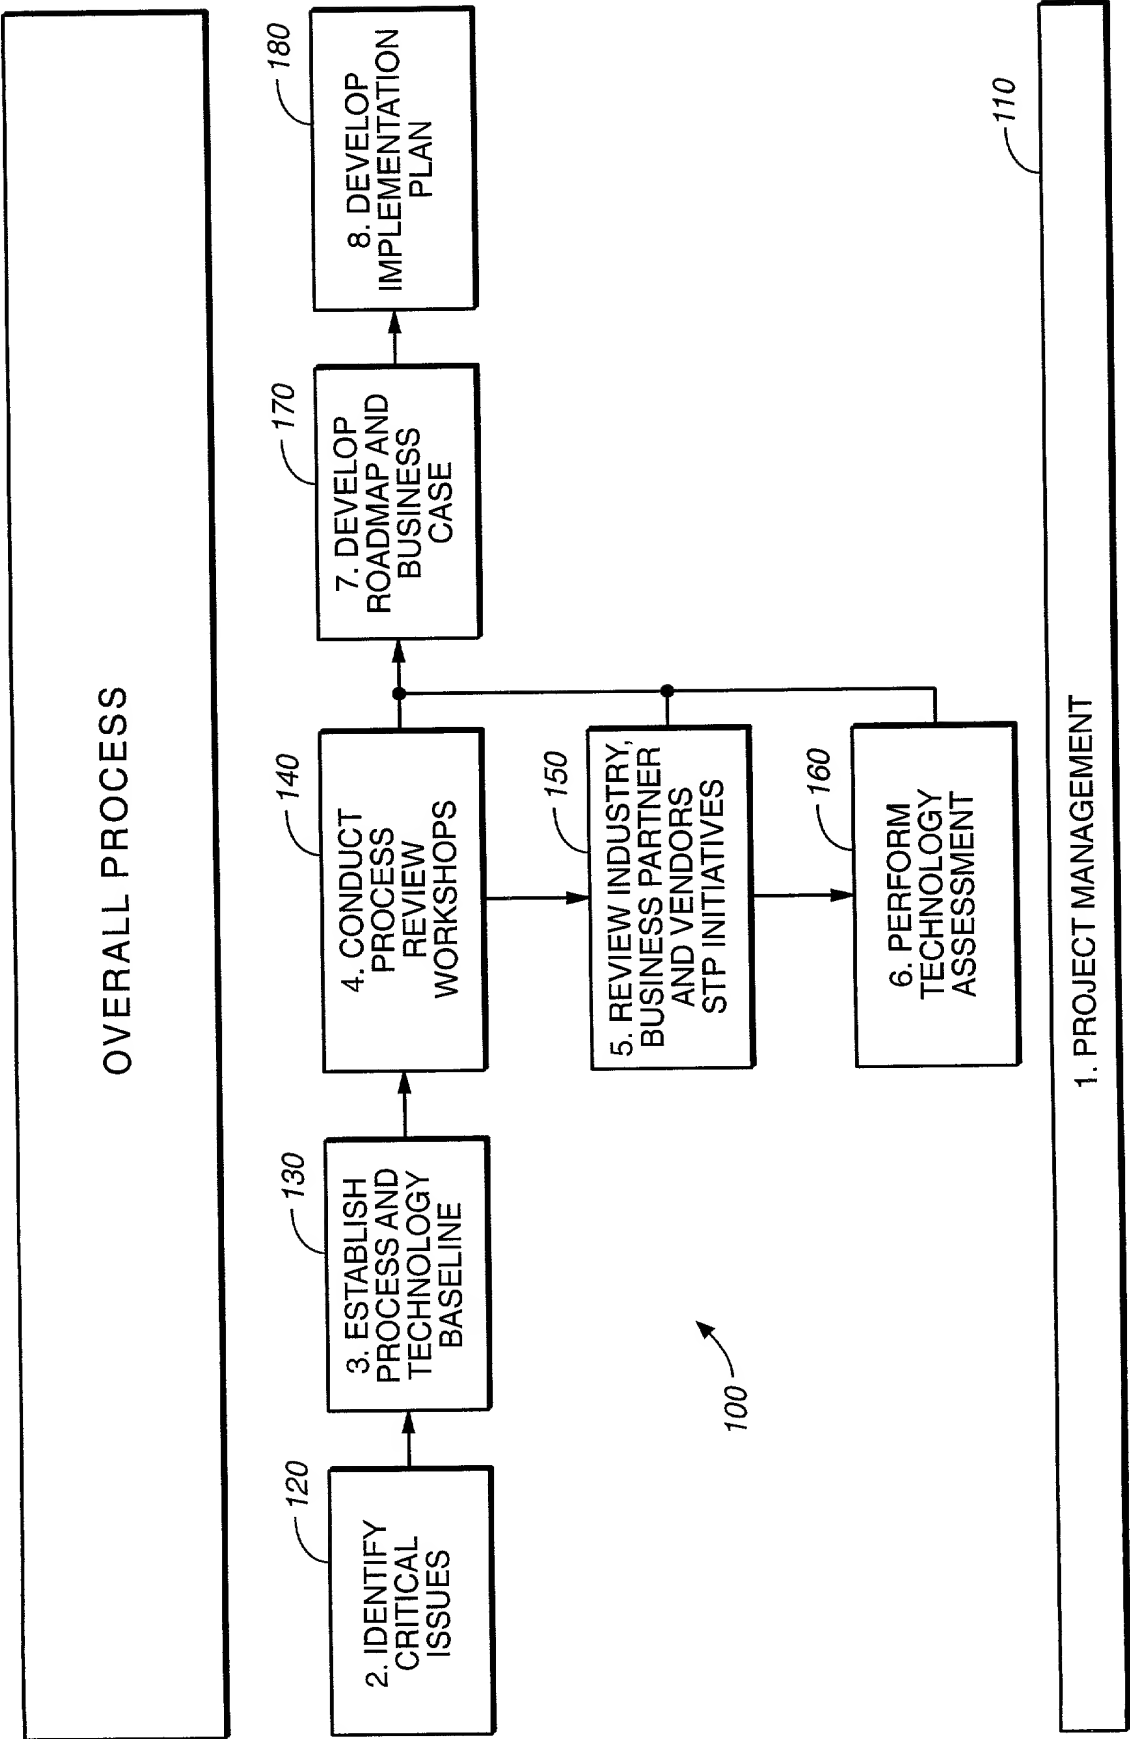 OVERALL PROCESS
120
2. IDENTIFY
CRITICAL
ISSUES
130
3. ESTABLISH
PROCESS AND
TECHNOLOGY
BASELINE
140
4. CONDUCT
PROCESS
REVIEW
WORKSHOPS
150
5. REVIEW INDUSTRY,
BUSINESS PARTNER
AND VENDORS
STP INITIATIVES
160
6. PERFORM
TECHNOLOGY
ASSESSMENT
170
7. DEVELOP
ROADMAP AND
BUSINESS
CASE
180
8. DEVELOP
IMPLEMENTATION
PLAN
100
110
1. PROJECT MANAGEMENT